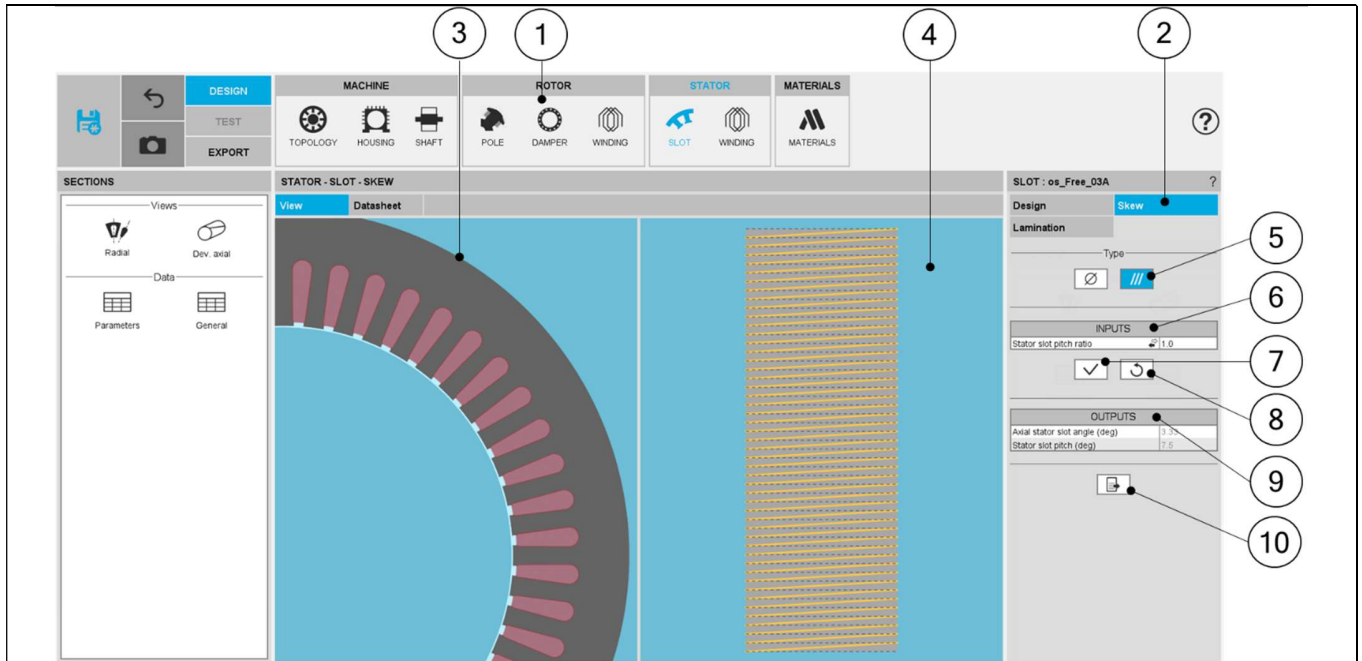 3 1 4 2
DESIGN MACHINE ROTOR STATOR MATERIALS
TEST
EXPORT TOPOLOGY HOUSING SHAFT POLE DAMPER WINDING SLOT WINDING MATERIALS ?
SECTIONS STATOR - SLOT - SKEW SLOT : os_Free_03A ?
Views View Datasheet Design Skew
Lamination
Radial Dev. axial Type 5
Data
Parameters General 6
INPUTS
Stator slot pitch ratio 1.0
7
8
OUTPUTS
Axial stator slot angle (deg) 3.33
Stator slot pitch (deg) 7.5
9
10